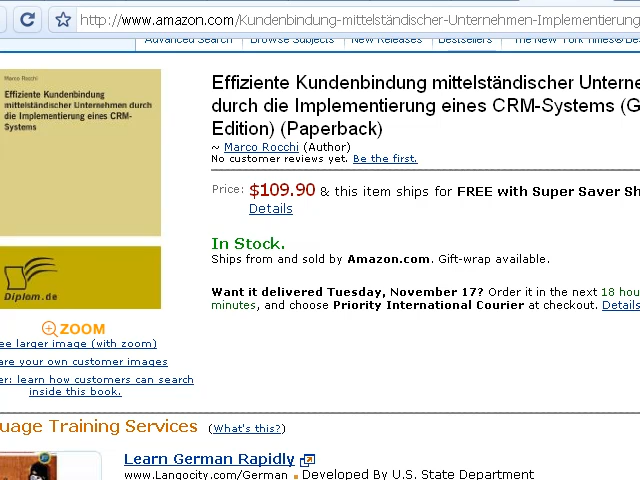 http://www.amazon.com/Kundenbindung-mittelständischer-Unternehmen-Implementierung
Advanced Search Browse Subjects New Releases Bestsellers The New York Times® Bes
Marco Rocchi
Effiziente Kundenbindung
mittelständischer Unternehmen durch
die Implementierung eines CRM-
Systems
Diplom.de
ZOOM
ee larger image (with zoom)
are your own customer images
er: learn how customers can search
inside this book.
Effiziente Kundenbindung mittelständischer Unterne
durch die Implementierung eines CRM-Systems (G
Edition) (Paperback)
~ Marco Rocchi (Author)
No customer reviews yet. Be the first.
Price: $109.90 & this item ships for FREE with Super Saver Sh
Details
In Stock.
Ships from and sold by Amazon.com. Gift-wrap available.
Want it delivered Tuesday, November 17? Order it in the next 18 hou
minutes, and choose Priority International Courier at checkout. Details
uage Training Services (What's this?)
Learn German Rapidly
www.Langocity.com/German ▪ Developed By U.S. State Department